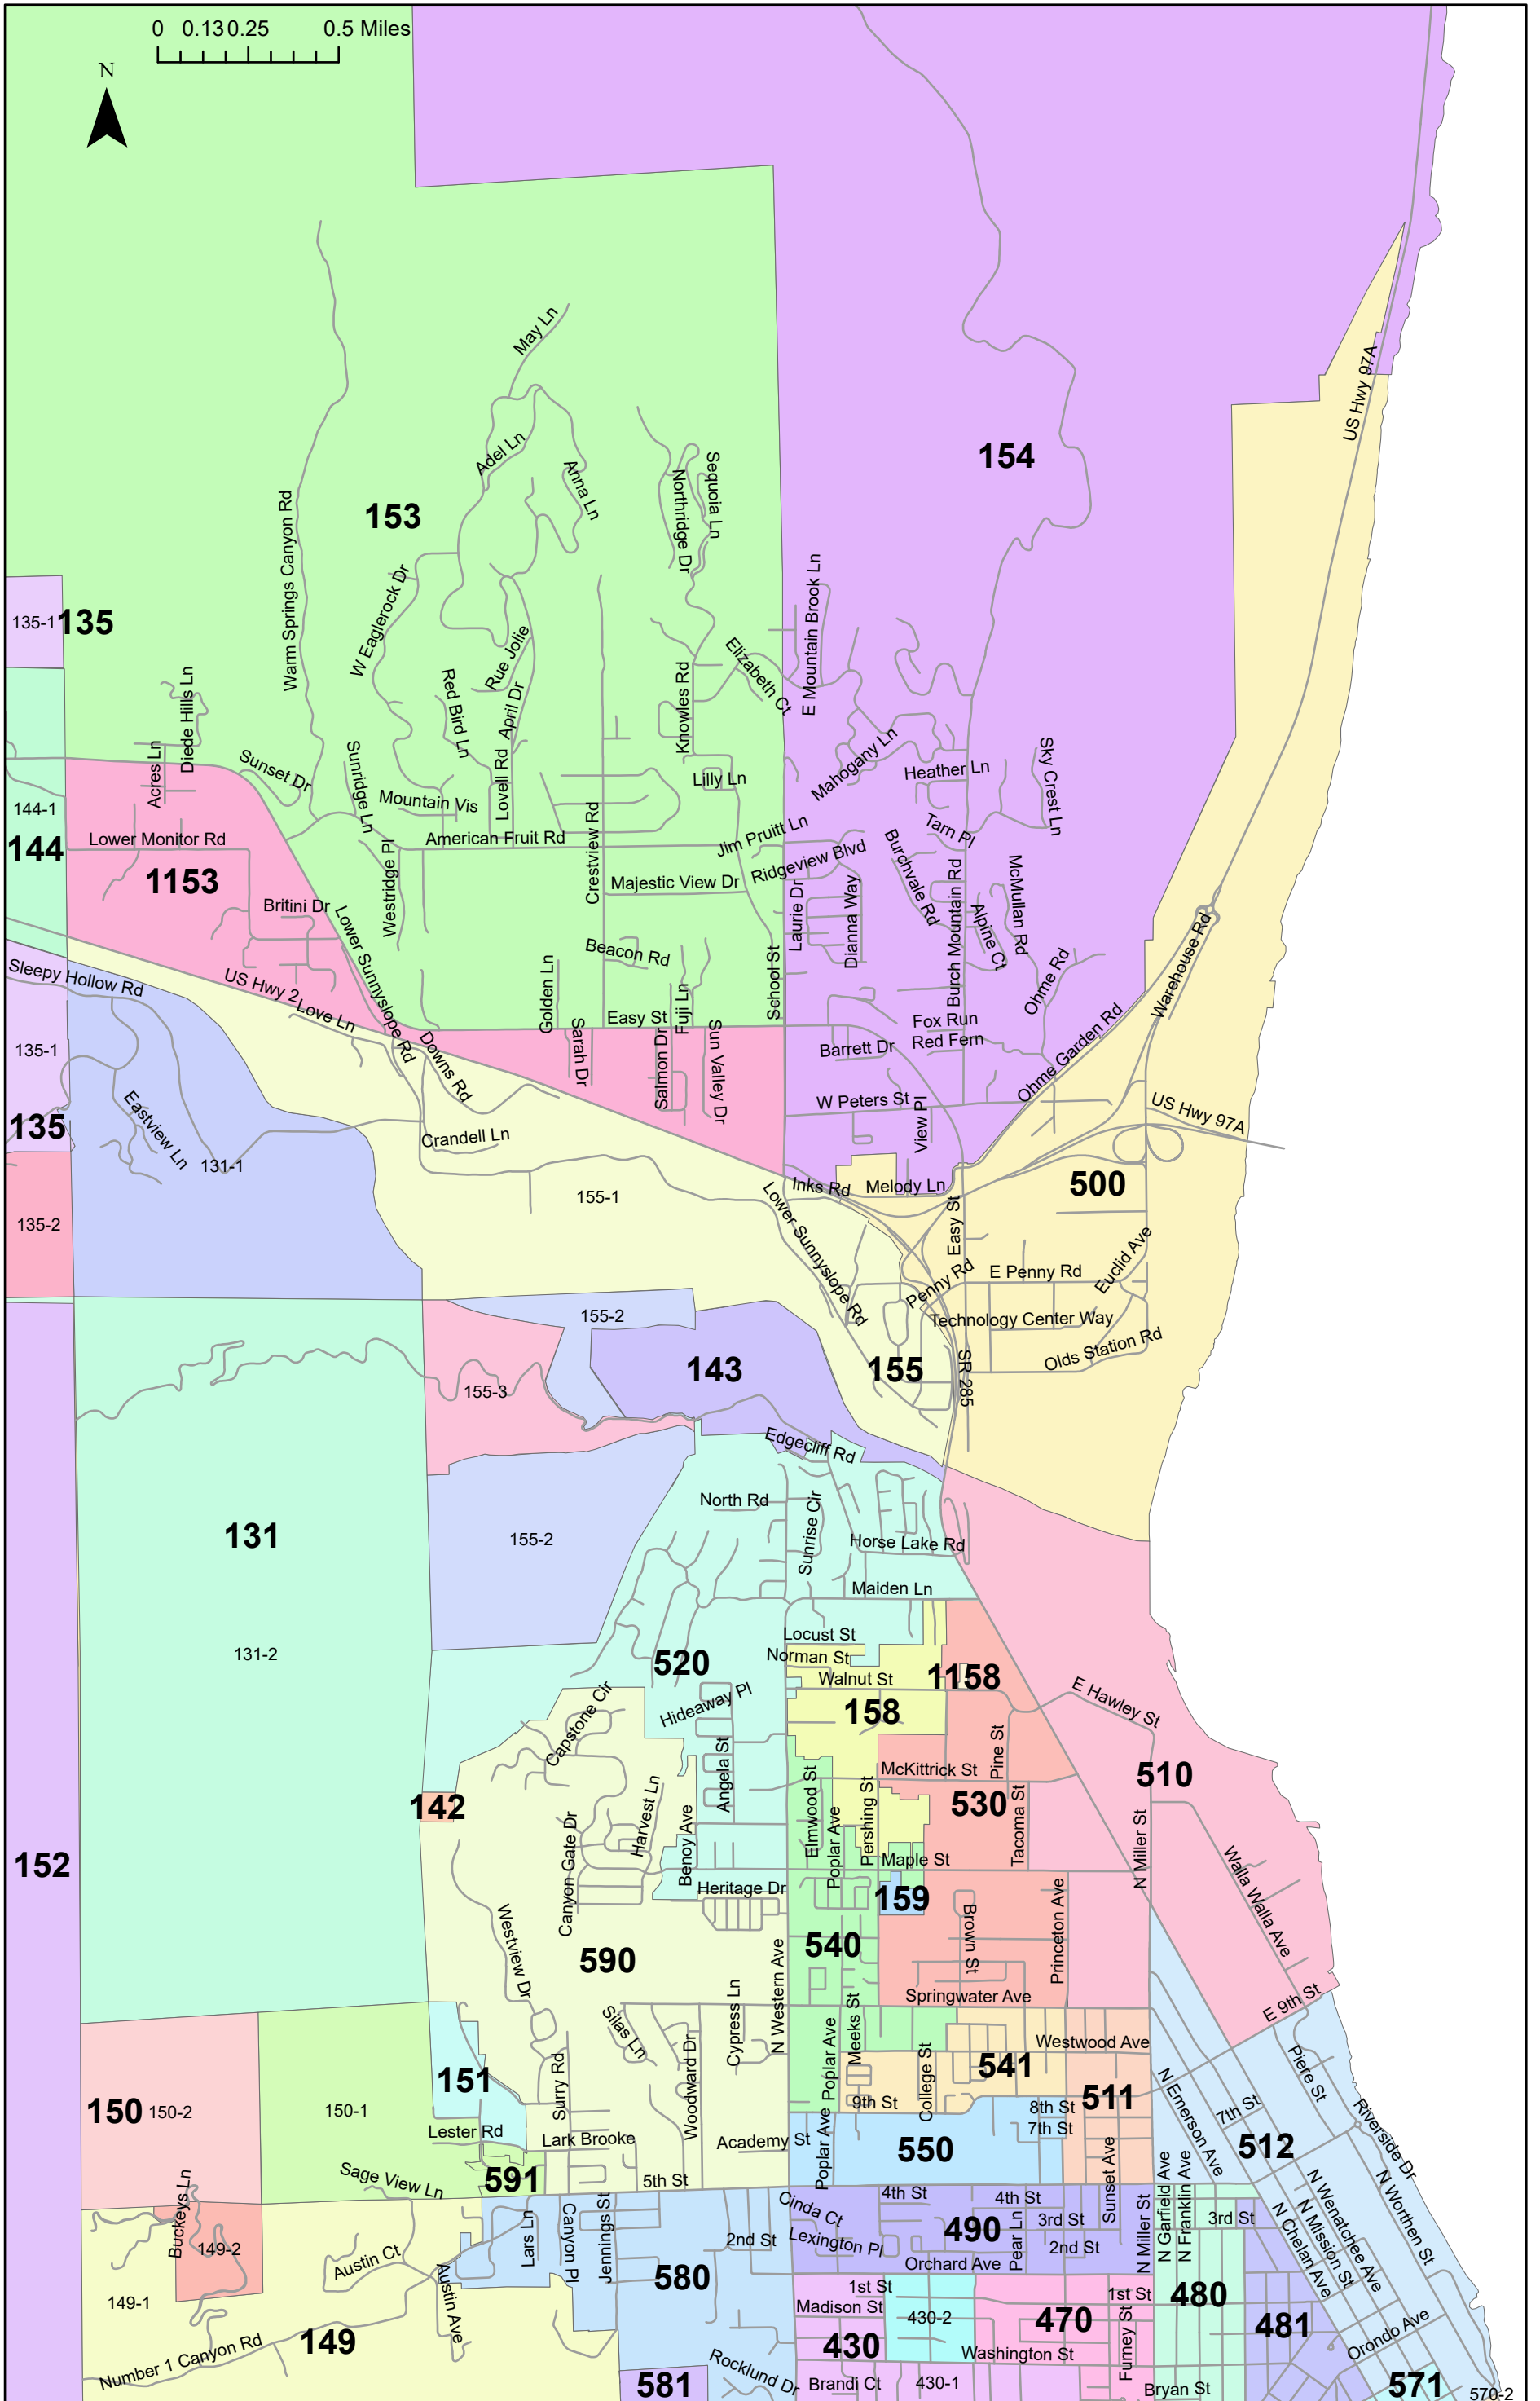 0 0.13 0.25 0.5 Miles
N
May Ln
US Hwy 97A
Adel Ln
Anna Ln
Northridge Dr
Sequoia Ln
154
153
Warm Springs Canyon Rd
W Eaglerock Dr
E Mountain Brook Ln
135-1
135
Rue Jolie
Elizabeth Ct
Diede Hills Ln
Red Bird Ln
April Dr
Knowles Rd
Acres Ln
Sunset Dr
Sunridge Ln
Mountain Vis
Lovell Rd
Lilly Ln
Mahogany Ln
Heather Ln
Sky Crest Ln
144-1
144
Lower Monitor Rd
American Fruit Rd
Crestview Rd
Jim Pruitt Ln
Tarn Pl
1153
Westridge Pl
Majestic View Dr
Ridgeview Blvd
Burchvale Rd
Burch Mountain Rd
McMullan Rd
Britini Dr
Laurie Dr
Dianna Way
Alpine Ct
Lower Sunnyslope Rd
Beacon Rd
School St
Ohme Rd
Warehouse Rd
Sleepy Hollow Rd
US Hwy 2
Love Ln
Golden Ln
Easy St
Fuji Ln
Fox Run
Red Fern
135-1
Downs Rd
Sarah Dr
Salmon Dr
Sun Valley Dr
Barrett Dr
Ohme Garden Rd
W Peters St
View Pl
US Hwy 97A
135
Eastview Ln
Crandell Ln
131-1
155-1
Inks Rd
Melody Ln
500
135-2
Lower Sunnyslope Rd
Easy St
Euclid Ave
Penny Rd
E Penny Rd
155-2
Technology Center Way
Olds Station Rd
143
155
SR 285
155-3
Edgecliff Rd
North Rd
Sunrise Cir
131
155-2
Horse Lake Rd
Maiden Ln
131-2
Locust St
520
Norman St
Walnut St
1158
158
Capstone Cir
Hideaway Pl
E Hawley St
Pine St
Angela St
McKittrick St
510
142
Harvest Ln
Elmwood St
Pershing St
530
Tacoma St
152
Canyon Gate Dr
Benoy Ave
Poplar Ave
N Miller St
Walla Walla Ave
Maple St
Heritage Dr
159
Westview Dr
Brown St
Princeton Ave
590
540
N Western Ave
Springwater Ave
E 9th St
Silas Ln
Cypress Ln
Meeks St
Westwood Ave
151
Surry Rd
Woodward Dr
Poplar Ave
College St
541
Piere St
150
150-2
150-1
9th St
8th St
511
N Emerson Ave
7th St
Riverside Dr
Lester Rd
Lark Brooke
Academy St
7th St
Poplar Ave
550
512
591
Sage View Ln
5th St
Sunset Ave
Buckeys Ln
4th St
4th St
Cinda Ct
N Garfield Ave
N Franklin Ave
N Wenatchee Ave
N Worthen St
149-2
Austin Ct
Lars Ln
Canyon Pl
Jennings St
2nd St
Lexington Pl
490
Pear Ln
3rd St
2nd St
N Miller St
3rd St
N Chelan Ave
N Mission St
Orchard Ave
149-1
Austin Ave
580
1st St
Madison St
430-2
470
1st St
480
481
149
Number 1 Canyon Rd
430
Washington St
Furney St
Orondo Ave
581
Rocklund Dr
Brandi Ct
430-1
Bryan St
571
570-2